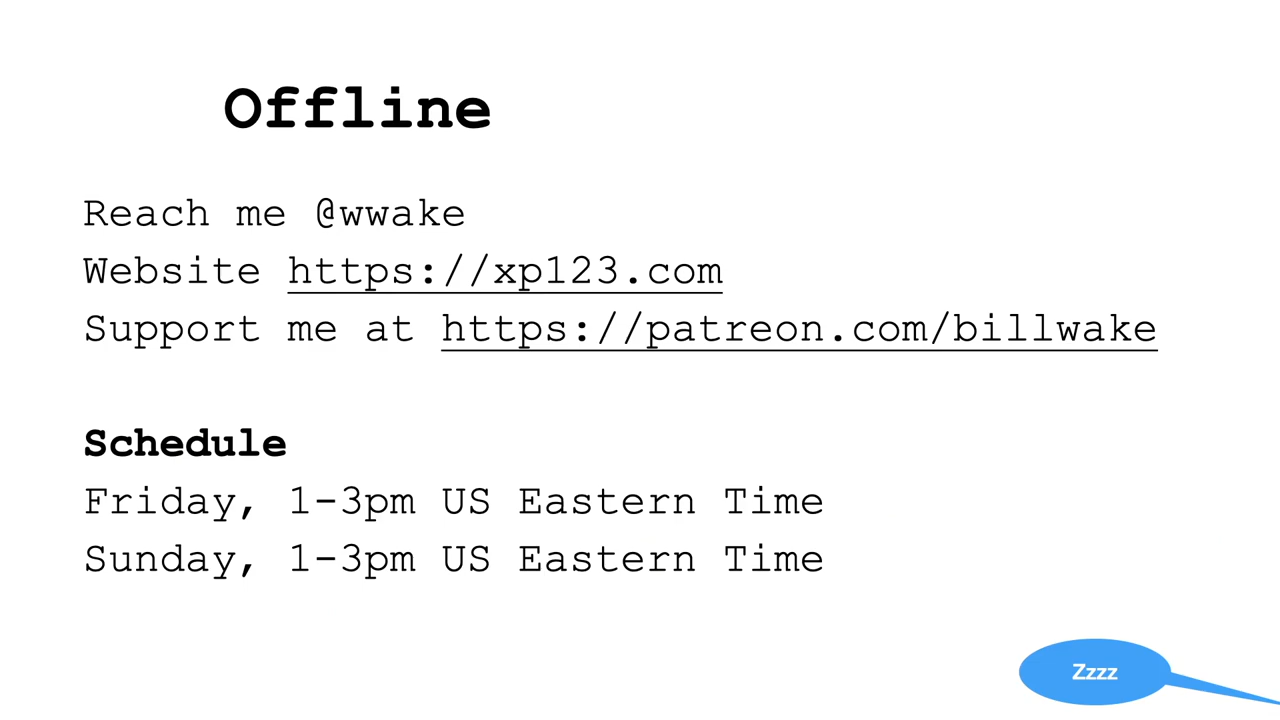 Offline
Reach me @wwake
Website https://xp123.com
Support me at https://patreon.com/billwake
Schedule
Friday, 1-3pm US Eastern Time
Sunday, 1-3pm US Eastern Time
Zzzz